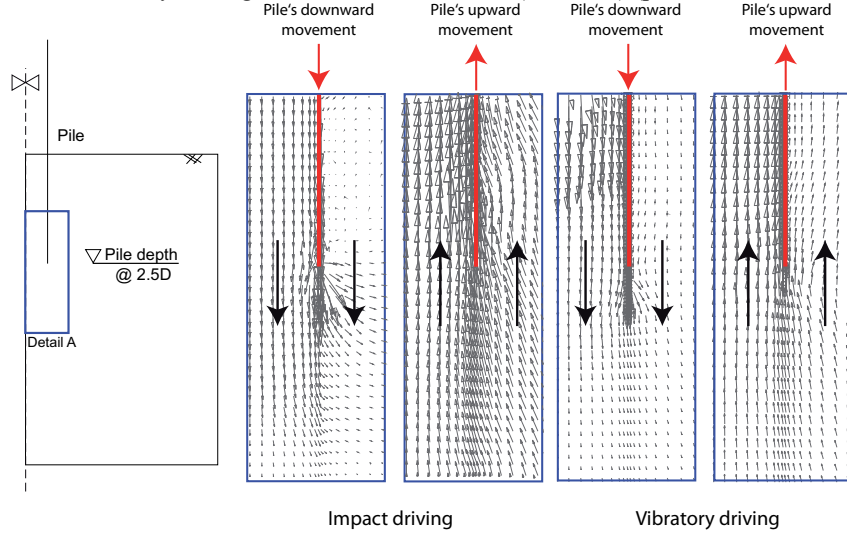 Pile's downward
movement
Pile's upward
movement
Pile's downward
movement
Pile's upward
movement
Pile
Pile depth
@ 2.5D
Detail A
Impact driving
Vibratory driving